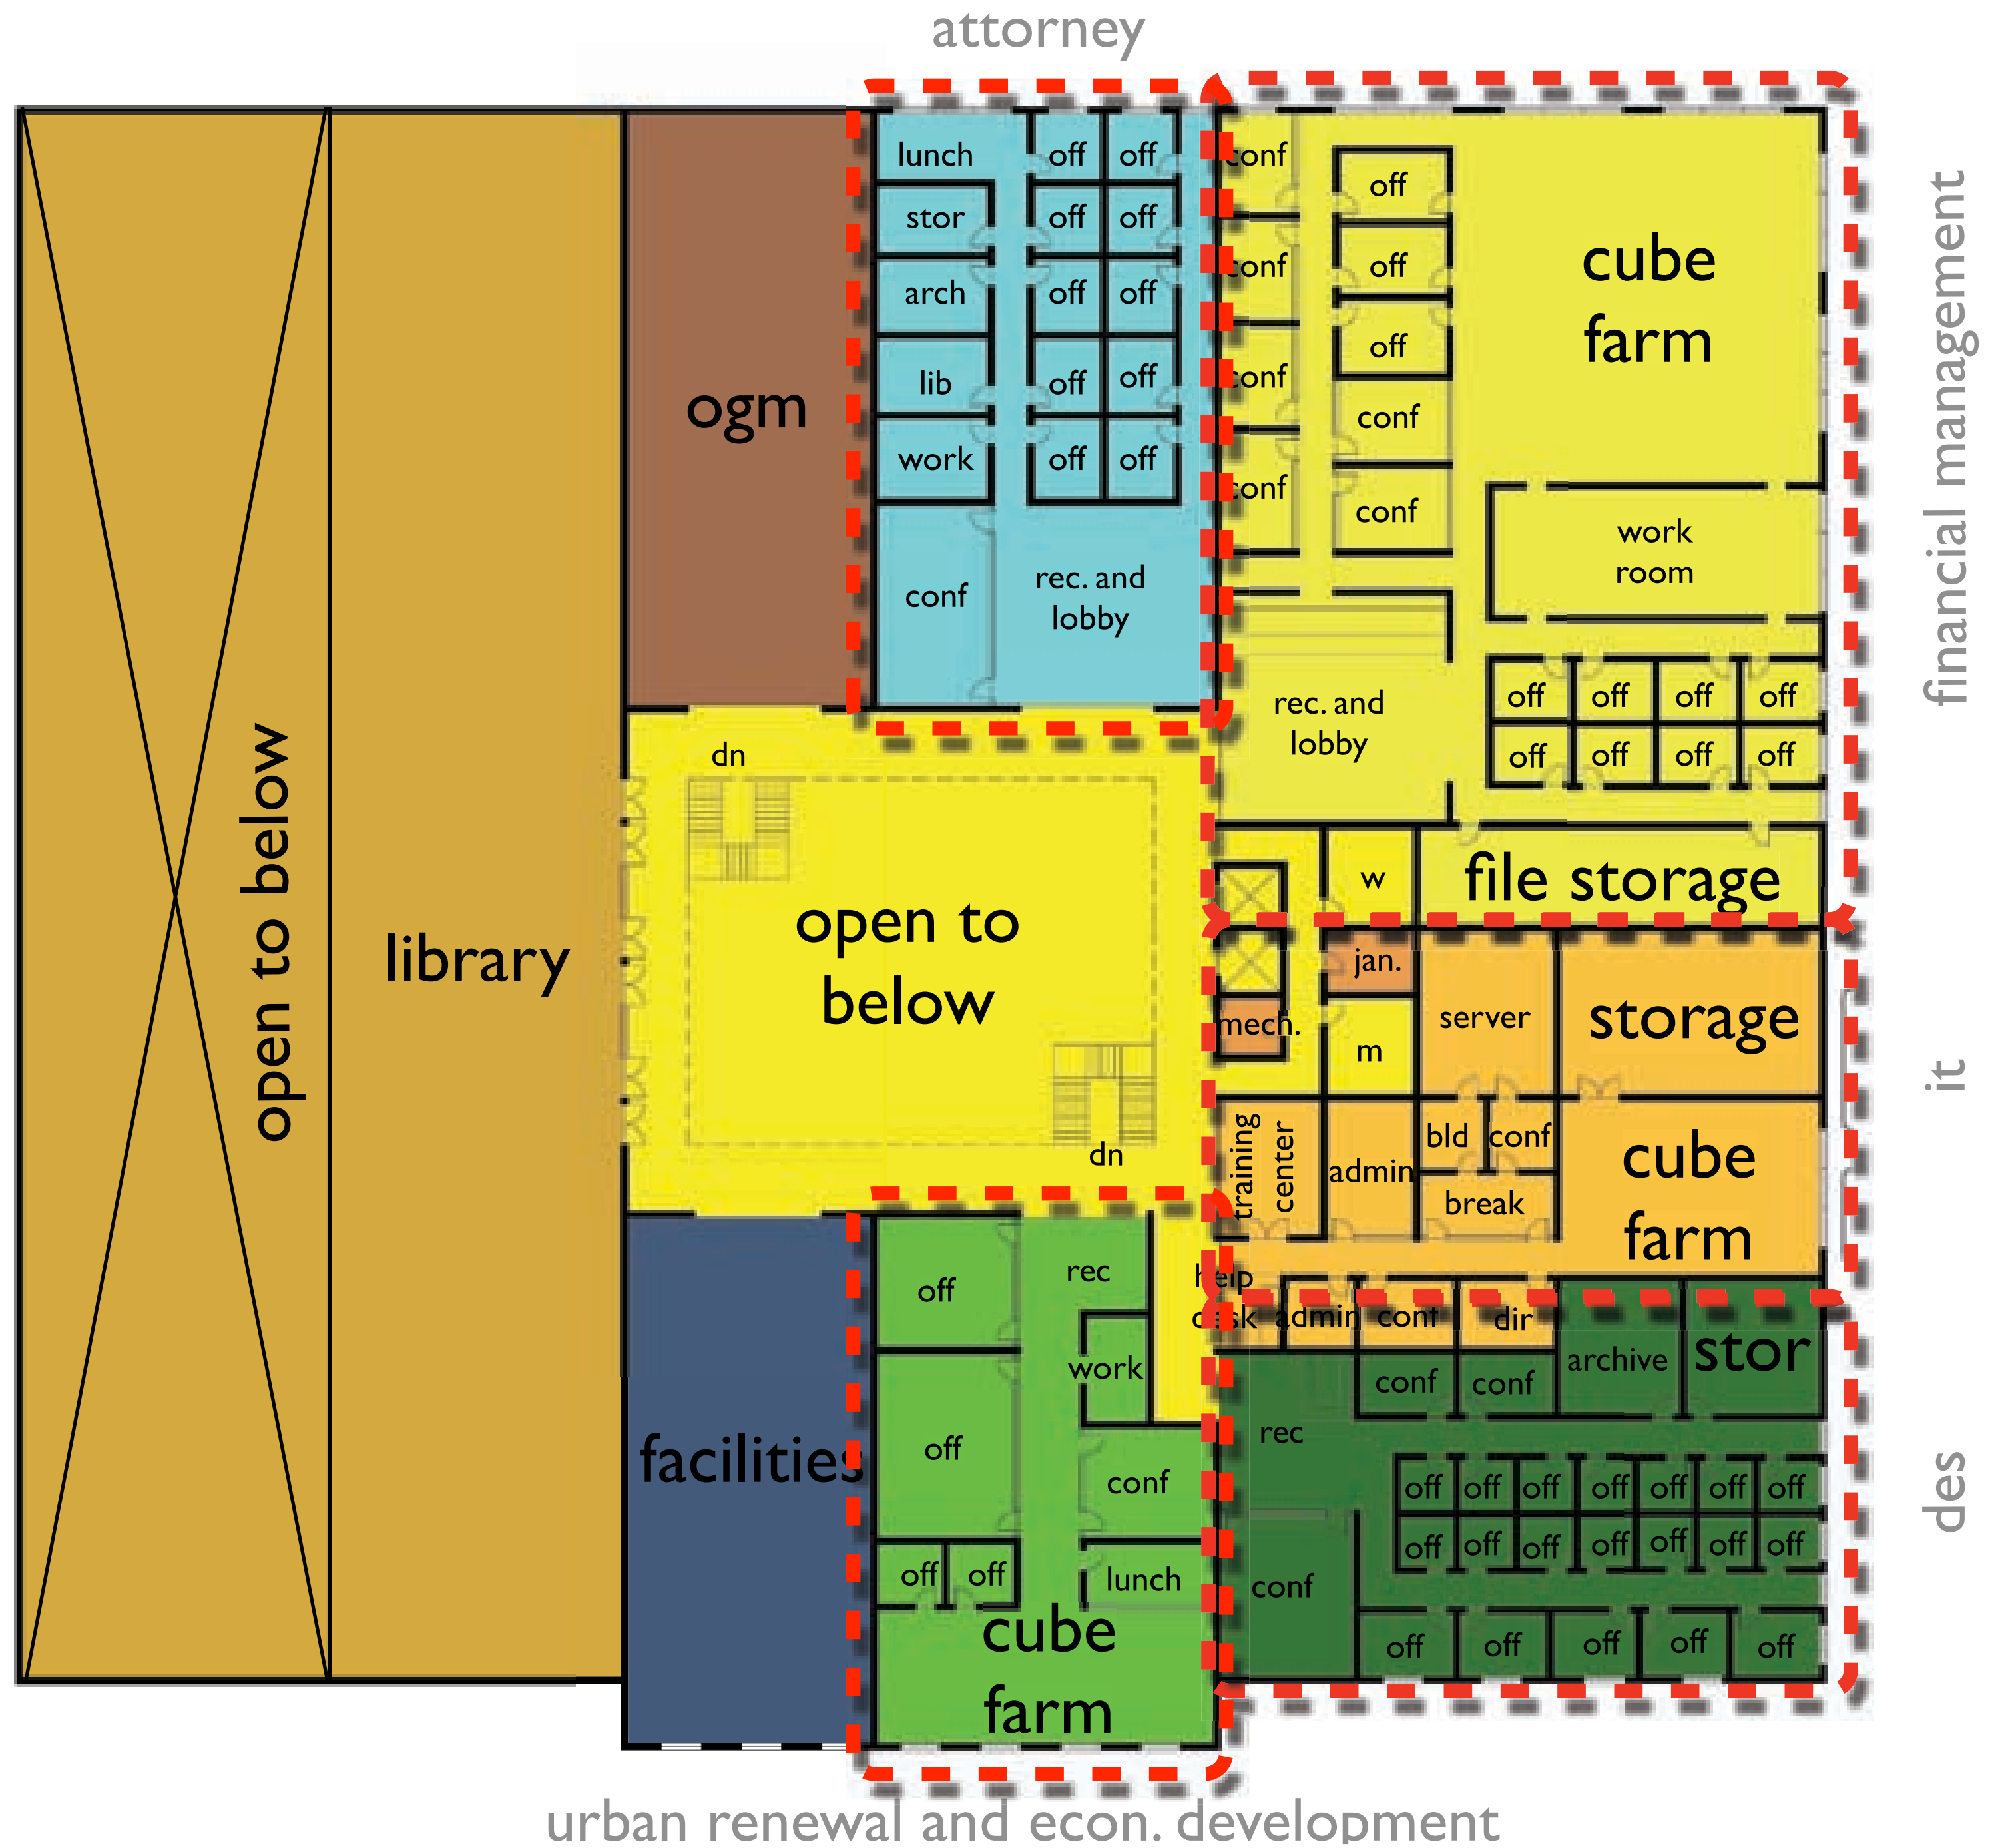 attorney
lunch
off
off
stor
off
off
arch
off
off
lib
off
off
work
off
off
conf
rec. and
lobby
ogm
conf
conf
conf
conf
off
off
off
conf
conf
cube
farm
work
room
rec. and
lobby
off
off
off
off
off
off
off
off
file storage
financial management
open to below
library
dn
open to
below
dn
w
jan.
mech.
m
server
storage
training
center
admin
bld
conf
break
cube
farm
help
desk
admin
conf
dir
it
facilities
off
rec
work
off
conf
off
off
lunch
cube
farm
archive
stor
conf
conf
rec
off
off
off
off
off
off
off
off
off
off
off
off
off
off
conf
off
off
off
off
off
des
urban renewal and econ. development